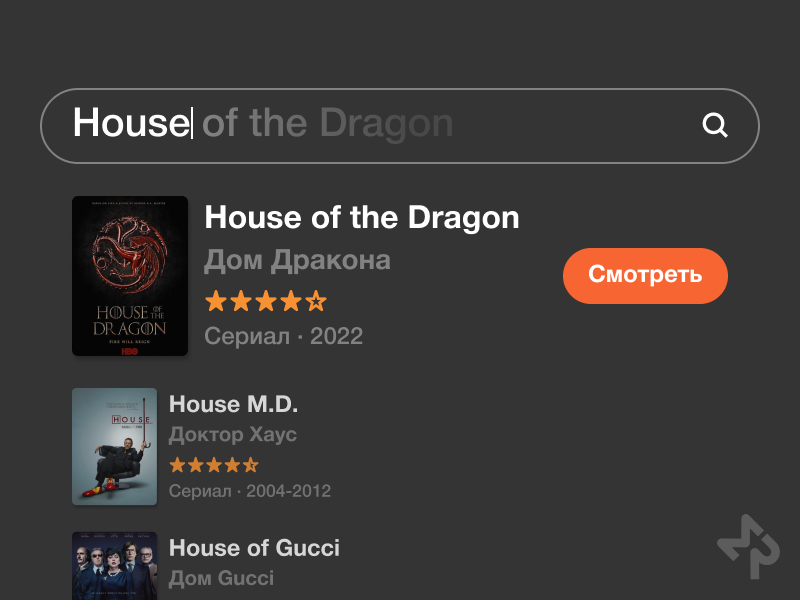 House of the Dragon
House of the Dragon
Дом Дракона
Сериал · 2022
Смотреть
HOUSE OF THE
DRAGON
FIRE WILL REIGN
HBO
House M.D.
Доктор Хаус
Сериал · 2004-2012
HOUSE
House of Gucci
Дом Gucci